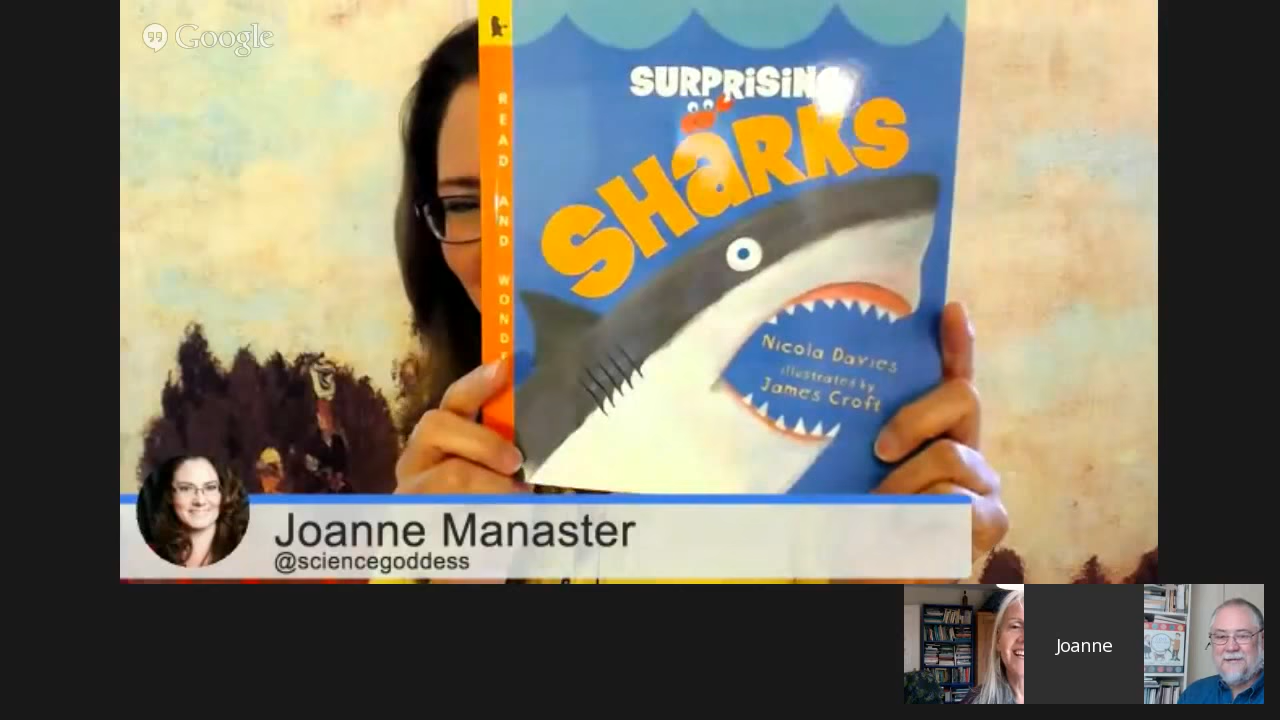 Google
SURPRISING
SHARKS
READ AND WONDE
Nicola Davies
illustrated by
James Croft
Joanne Manaster
@sciencegoddess
Joanne